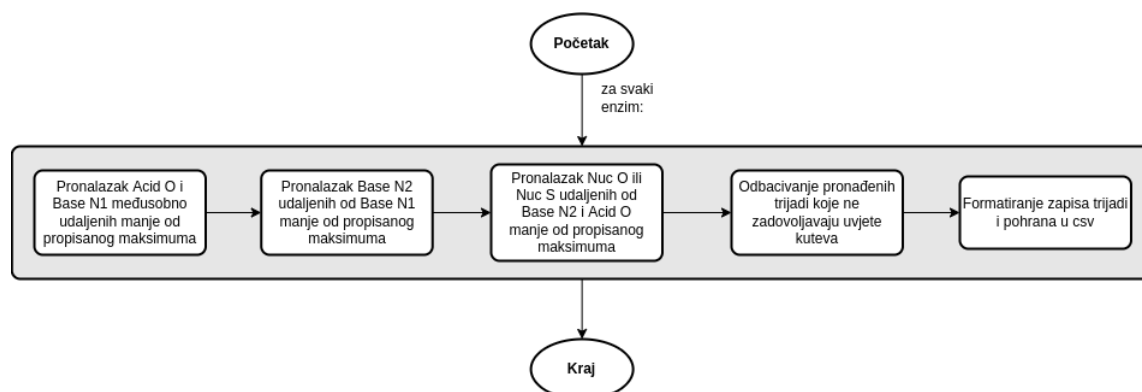 Početak
za svaki
enzim:
Pronalazak Acid O i
Base N1 međusobno
udaljenih manje od
propisanog maksimuma
Pronalazak Base N2
udaljenih od Base N1
manje od propisanog
maksimuma
Pronalazak Nuc O ili
Nuc S udaljenih od
Base N2 i Acid O
manje od propisanog
maksimuma
Odbacivanje pronađenih
trijadi koje ne
zadovoljavaju uvjete
kuteva
Formatiranje zapisa trijadi
i pohrana u csv
Kraj